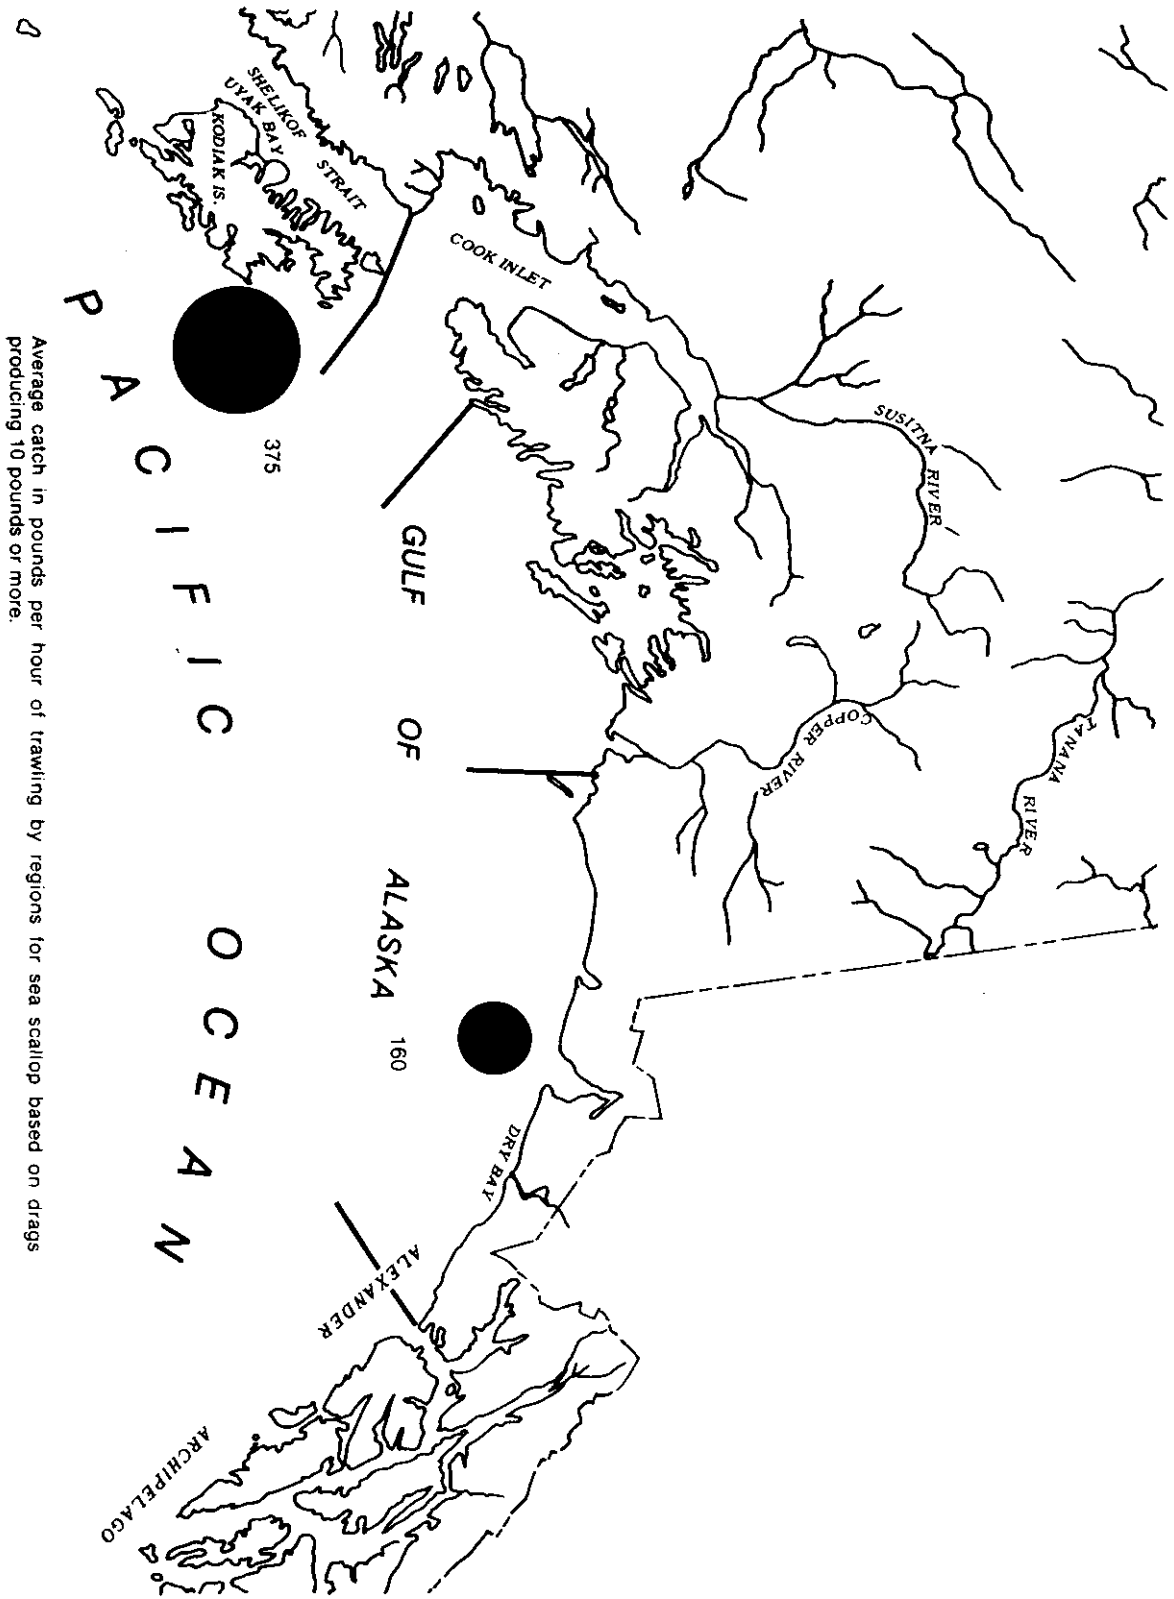 SUSITNA RIVER
TANANA RIVER
COPPER RIVER
COOK INLET
SHELIKOF STRAIT
UYAK BAY
KODIAK IS.
GULF OF ALASKA
DRY BAY
375
160
ALEXANDER
ARCHIPELAGO
PACIFIC OCEAN
Average catch in pounds per hour of trawling by regions for sea scallop based on drags
producing 10 pounds or more.